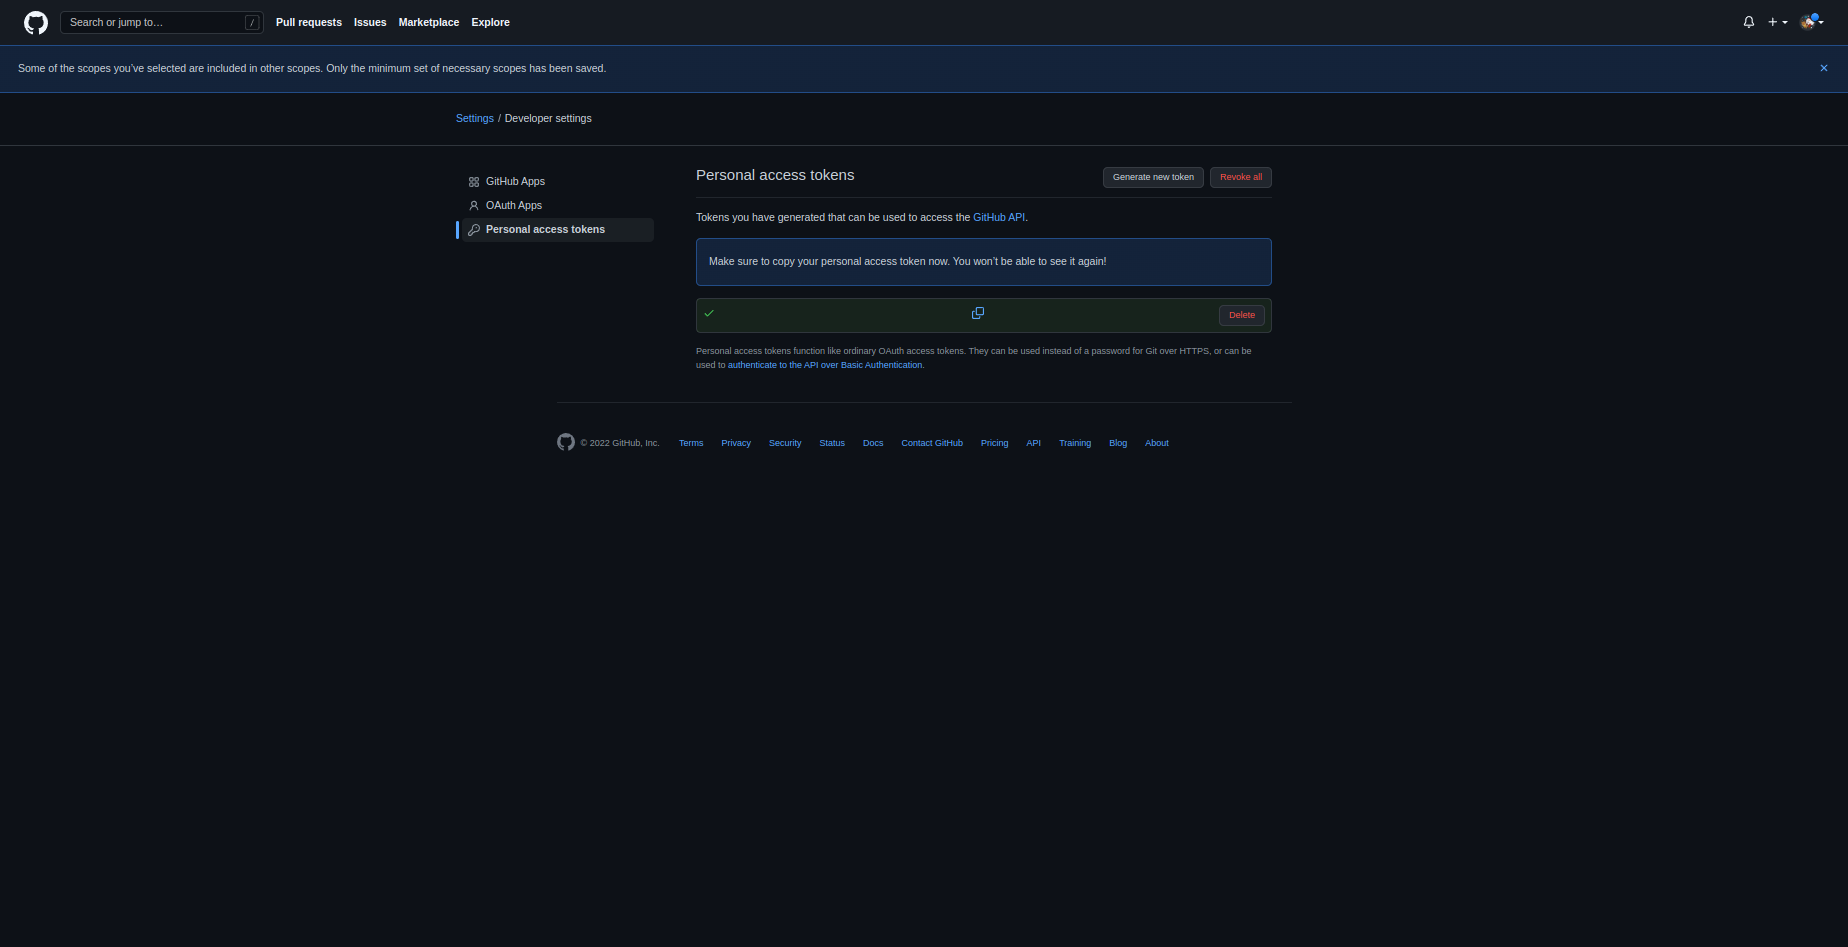 Search or jump to… /
Pull requests Issues Marketplace Explore
Some of the scopes you’ve selected are included in other scopes. Only the minimum set of necessary scopes has been saved.
Settings / Developer settings
GitHub Apps
OAuth Apps
Personal access tokens
Personal access tokens
Generate new token
Revoke all
Tokens you have generated that can be used to access the GitHub API.
Make sure to copy your personal access token now. You won’t be able to see it again!
Delete
Personal access tokens function like ordinary OAuth access tokens. They can be used instead of a password for Git over HTTPS, or can be
used to authenticate to the API over Basic Authentication.
© 2022 GitHub, Inc. Terms Privacy Security Status Docs Contact GitHub Pricing API Training Blog About